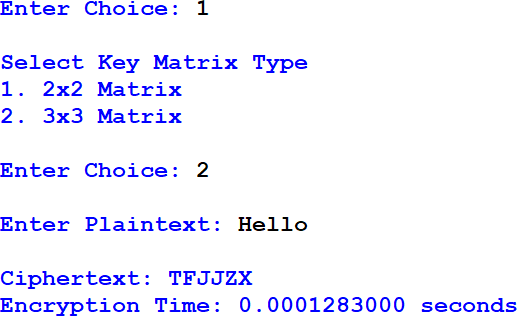 Enter Choice: 1
Select Key Matrix Type
1. 2x2 Matrix
2. 3x3 Matrix
Enter Choice: 2
Enter Plaintext: Hello
Ciphertext: TFJJZX
Encryption Time: 0.0001283000 seconds